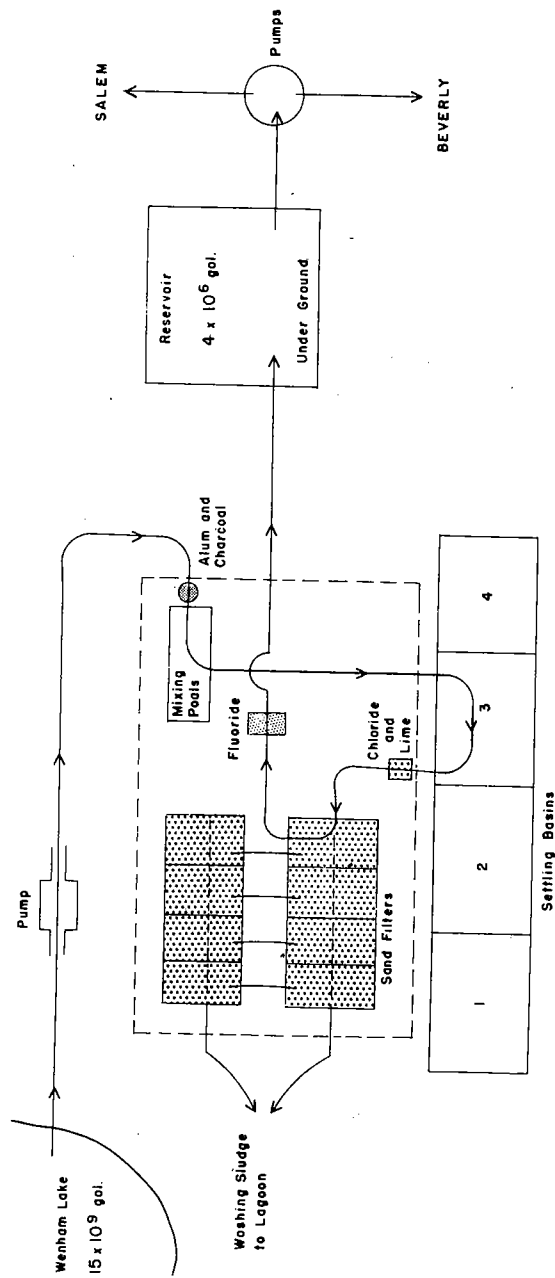 Wenham Lake
15 x 10⁹ gal.
Pump
Alum and
Charcoal
Mixing
Pools
Fluoride
Chloride
and
Lime
Sand Filters
Washing Sludge
to Lagoon
1
2
3
4
Settling Basins
Reservoir
4 x 10⁶ gal.
Under Ground
Pumps
SALEM
BEVERLY